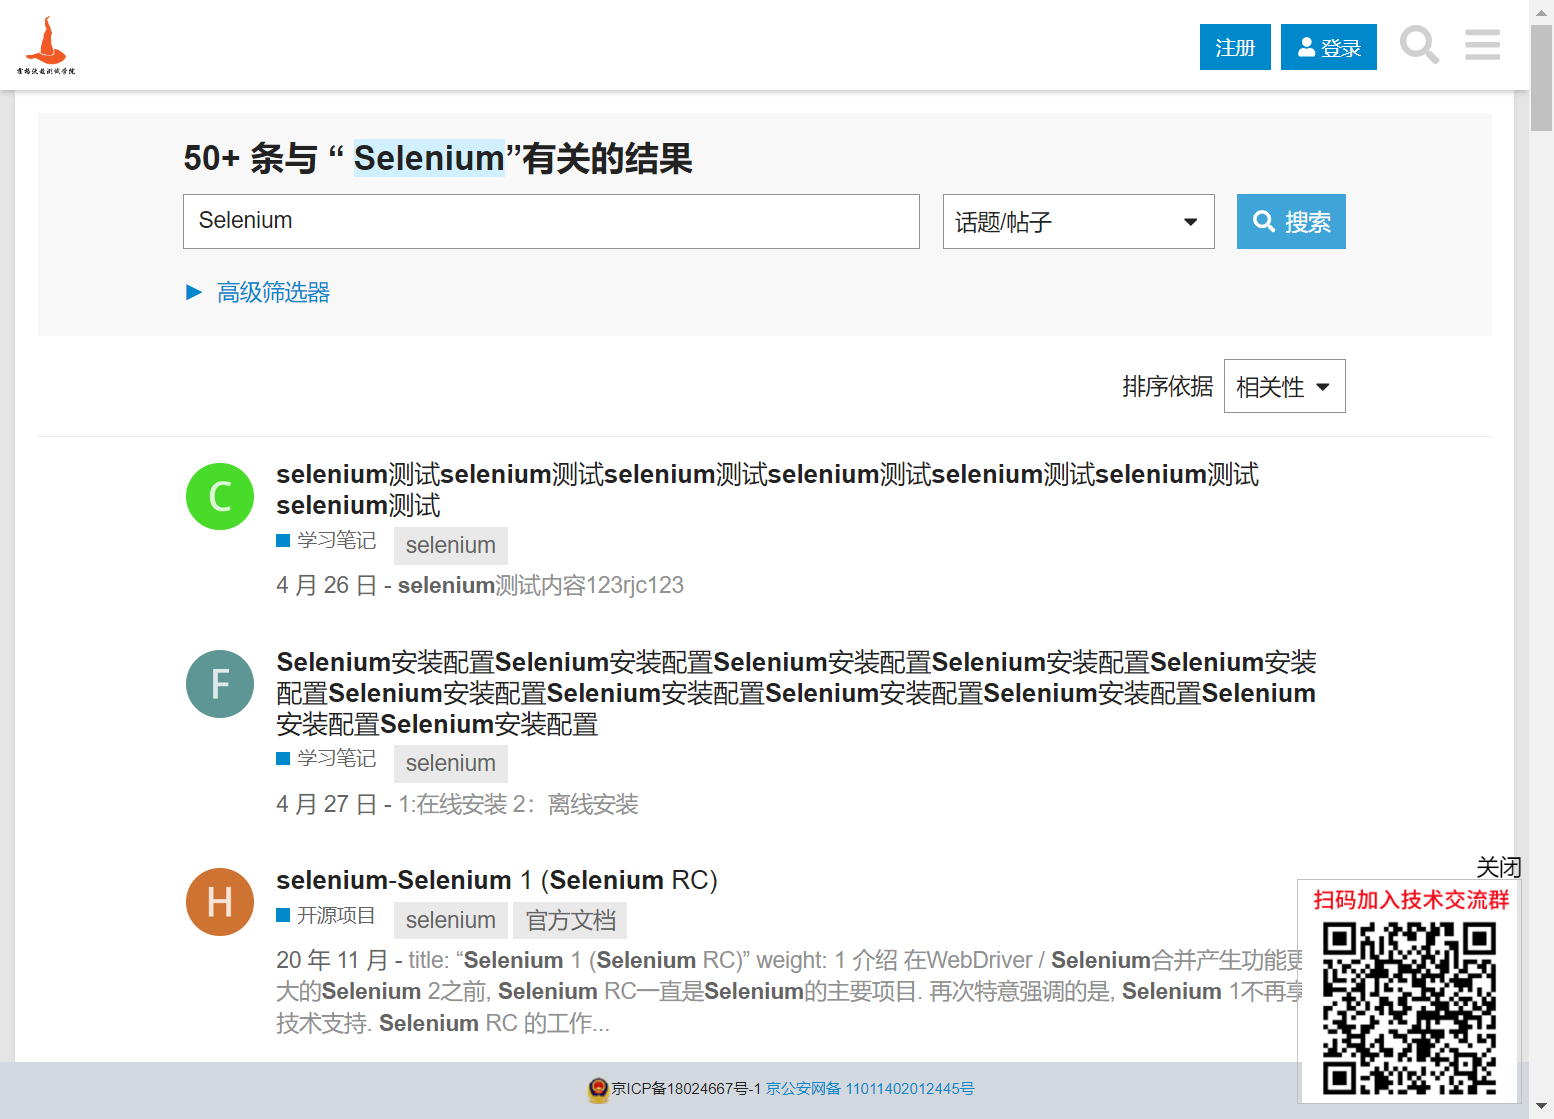 霍格沃兹测试学院
注册
登录
50+ 条与 “ Selenium”有关的结果
Selenium
话题/帖子
搜索
高级筛选器
排序依据
相关性
C
selenium测试selenium测试selenium测试selenium测试selenium测试selenium测试
selenium测试
学习笔记 selenium
4 月 26 日 - selenium测试内容123rjc123
F
Selenium安装配置Selenium安装配置Selenium安装配置Selenium安装配置Selenium安装
配置Selenium安装配置Selenium安装配置Selenium安装配置Selenium安装配置Selenium
安装配置Selenium安装配置
学习笔记 selenium
4 月 27 日 - 1:在线安装 2：离线安装
H
selenium-Selenium 1 (Selenium RC)
开源项目 selenium 官方文档
20 年 11 月 - title: “Selenium 1 (Selenium RC)” weight: 1 介绍 在WebDriver / Selenium合并产生功能更
大的Selenium 2之前, Selenium RC一直是Selenium的主要项目. 再次特意强调的是, Selenium 1不再享
技术支持. Selenium RC 的工作...
关闭
扫码加入技术交流群
京ICP备18024667号-1 京公安网备 11011402012445号